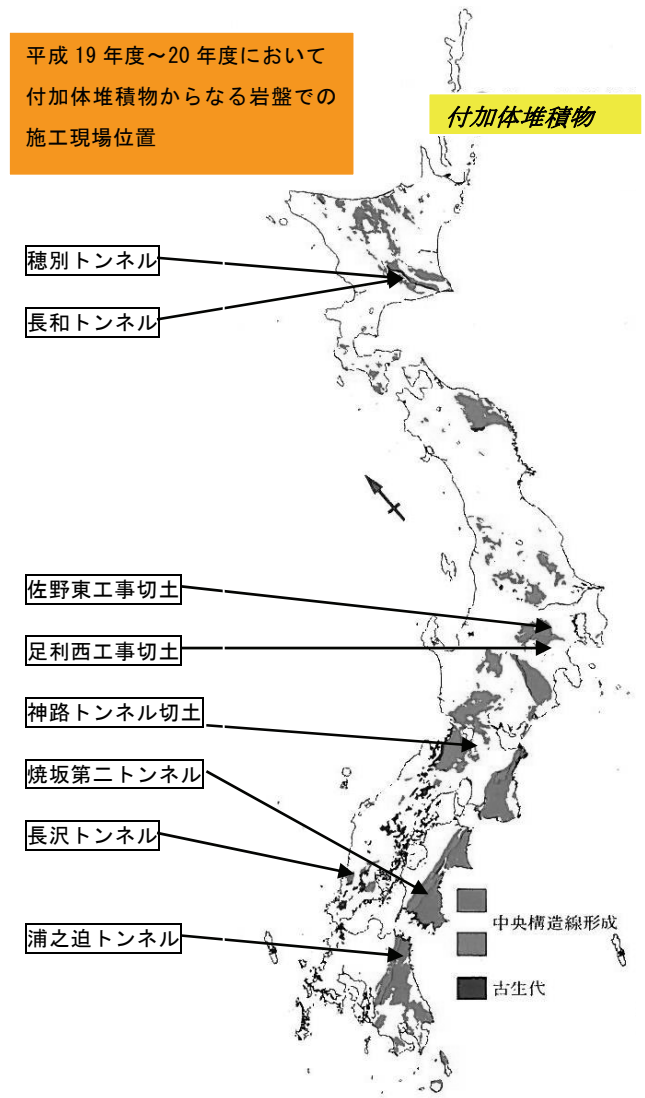 平成 19 年度～20 年度において
付加体堆積物からなる岩盤での
施工現場位置
付加体堆積物
穂別トンネル
長和トンネル
佐野東工事切土
足利西工事切土
神路トンネル切土
焼坂第二トンネル
長沢トンネル
浦之迫トンネル
中央構造線形成
古生代